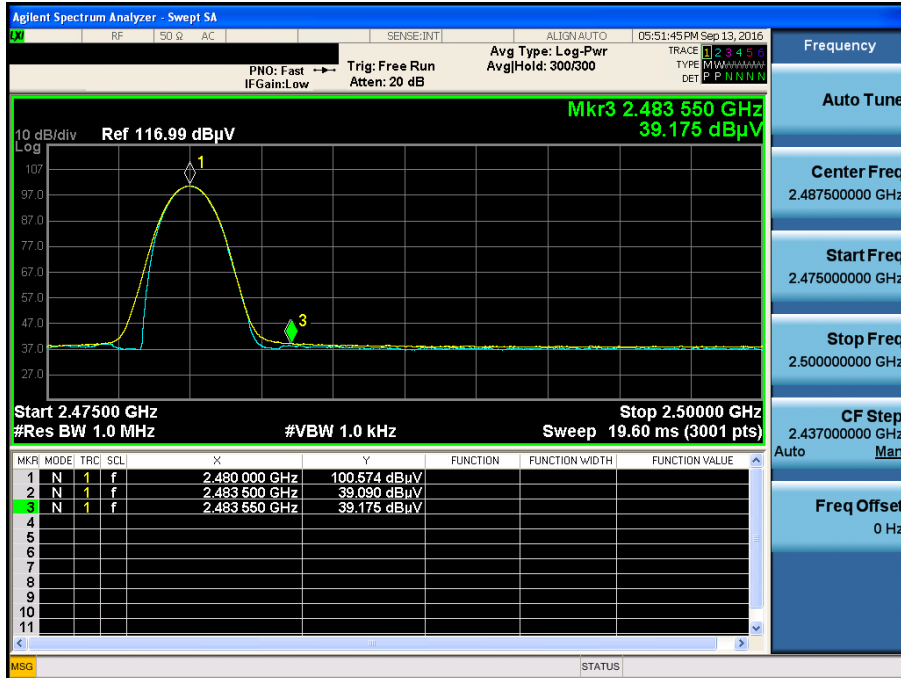 Agilent Spectrum Analyzer - Swept SA
LXI RF 50 Ω AC SENSE:INT ALIGN AUTO 05:51:45 PM Sep 13, 2016
PNO: Fast IFGain:Low
Trig: Free Run Atten: 20 dB
Avg Type: Log-Pwr Avg|Hold: 300/300
TRACE 1 2 3 4 5 6
TYPE M W W W W W
DET P P N N N N
Mkr3 2.483 550 GHz
39.175 dBµV
10 dB/div Ref 116.99 dBµV
Log
107
97.0
87.0
77.0
67.0
57.0
47.0
37.0
27.0
1
3
Start 2.47500 GHz Stop 2.50000 GHz
#Res BW 1.0 MHz #VBW 1.0 kHz Sweep 19.60 ms (3001 pts)
MKR MODE TRC SCL X Y FUNCTION FUNCTION WIDTH FUNCTION VALUE
1 N 1 f 2.480 000 GHz 100.574 dBµV
2 N 1 f 2.483 500 GHz 39.090 dBµV
3 N 1 f 2.483 550 GHz 39.175 dBµV
4
5
6
7
8
9
10
11
MSG STATUS
Frequency
Auto Tune
Center Freq
2.487500000 GHz
Start Freq
2.475000000 GHz
Stop Freq
2.500000000 GHz
CF Step
2.437000000 GHz
Auto Man
Freq Offset
0 Hz